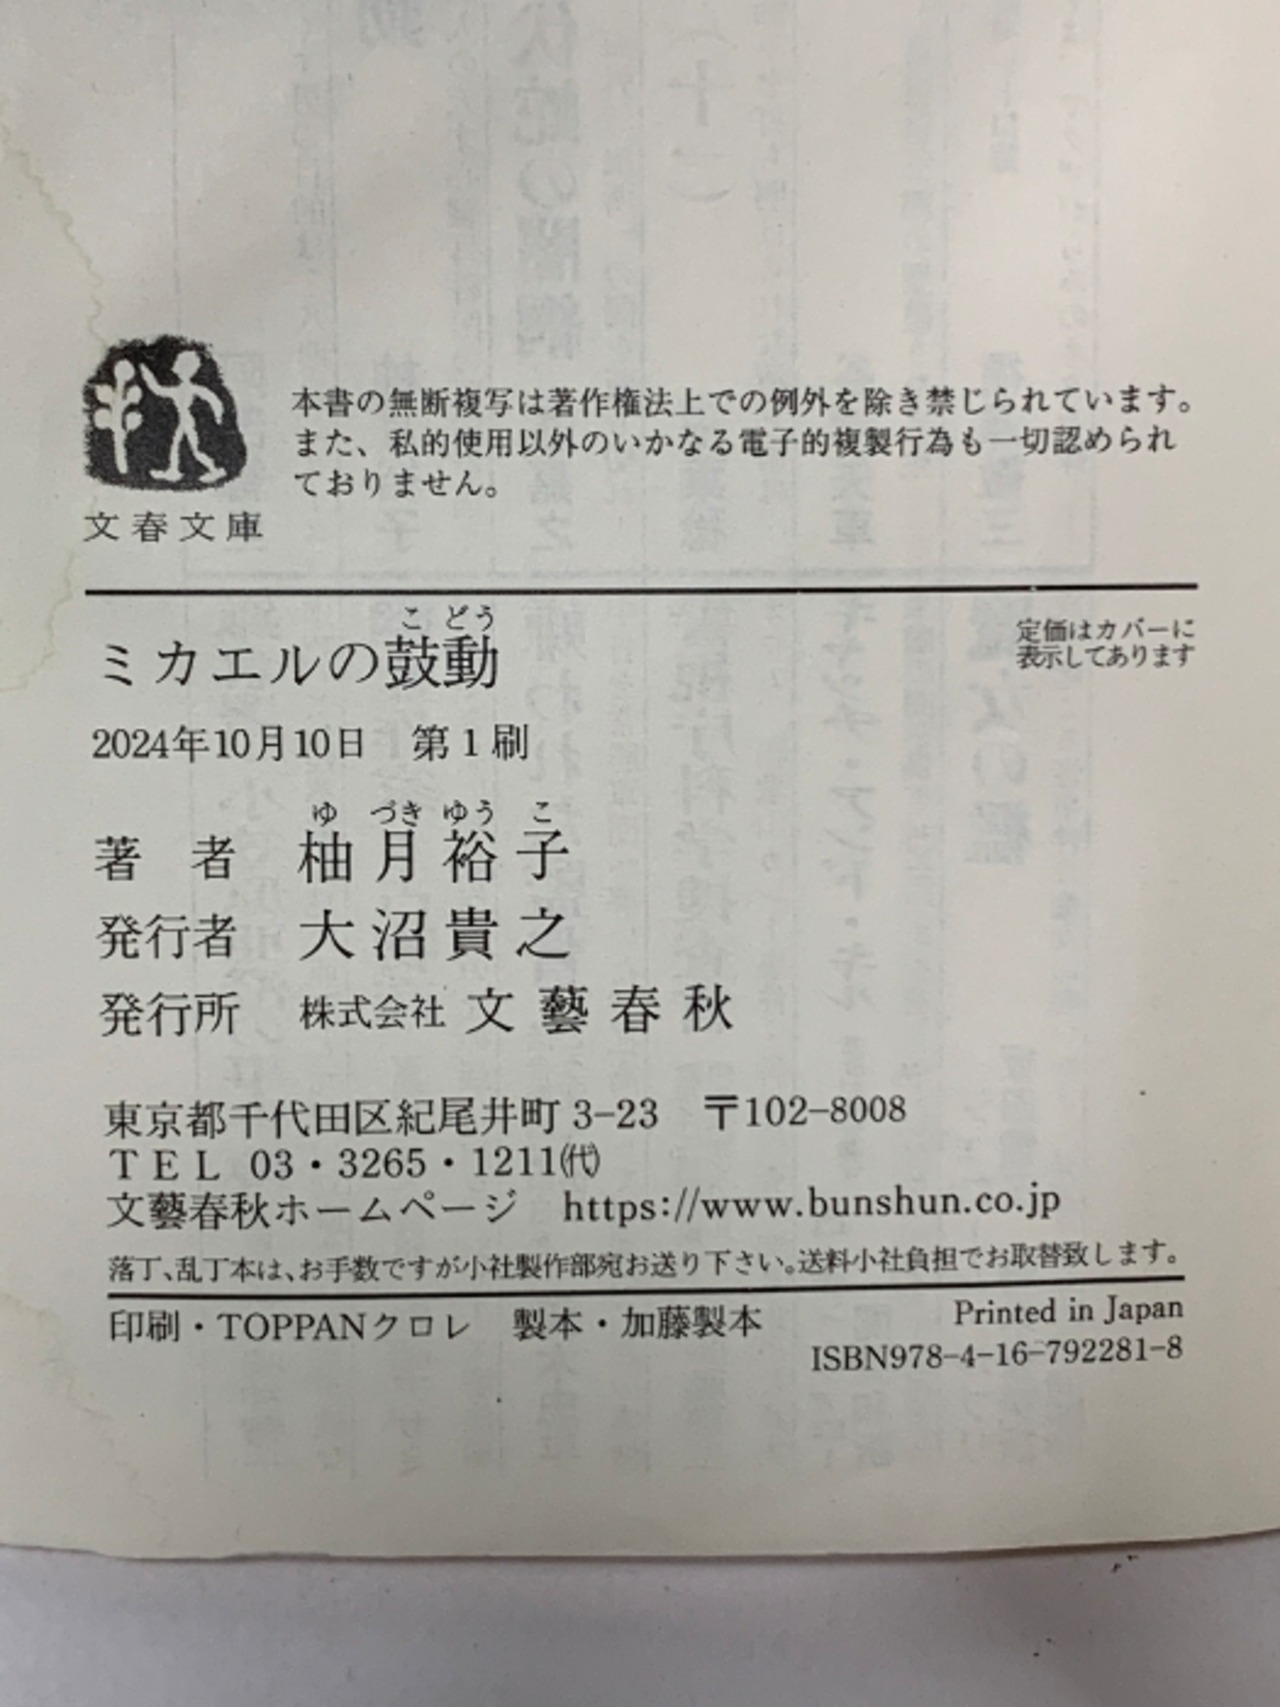 本書の無断複写は著作権法上での例外を除き禁じられています。
また、私的使用以外のいかなる電子的複製行為も一切認められ
ておりません。
文春文庫
こ どう
ミカエルの鼓動
定価はカバーに
表示してあります
2024年10月10日 第1刷
ゆ づき ゆう こ
著 者 柚月裕子
発行者 大沼貴之
発行所 株式会社 文藝春秋
東京都千代田区紀尾井町3-23 〒102-8008
TEL 03・3265・1211㈹
文藝春秋ホームページ https://www.bunshun.co.jp
落丁、乱丁本は、お手数ですが小社製作部宛お送り下さい。送料小社負担でお取替致します。
印刷・TOPPANクロレ 製本・加藤製本
Printed in Japan
ISBN978-4-16-792281-8